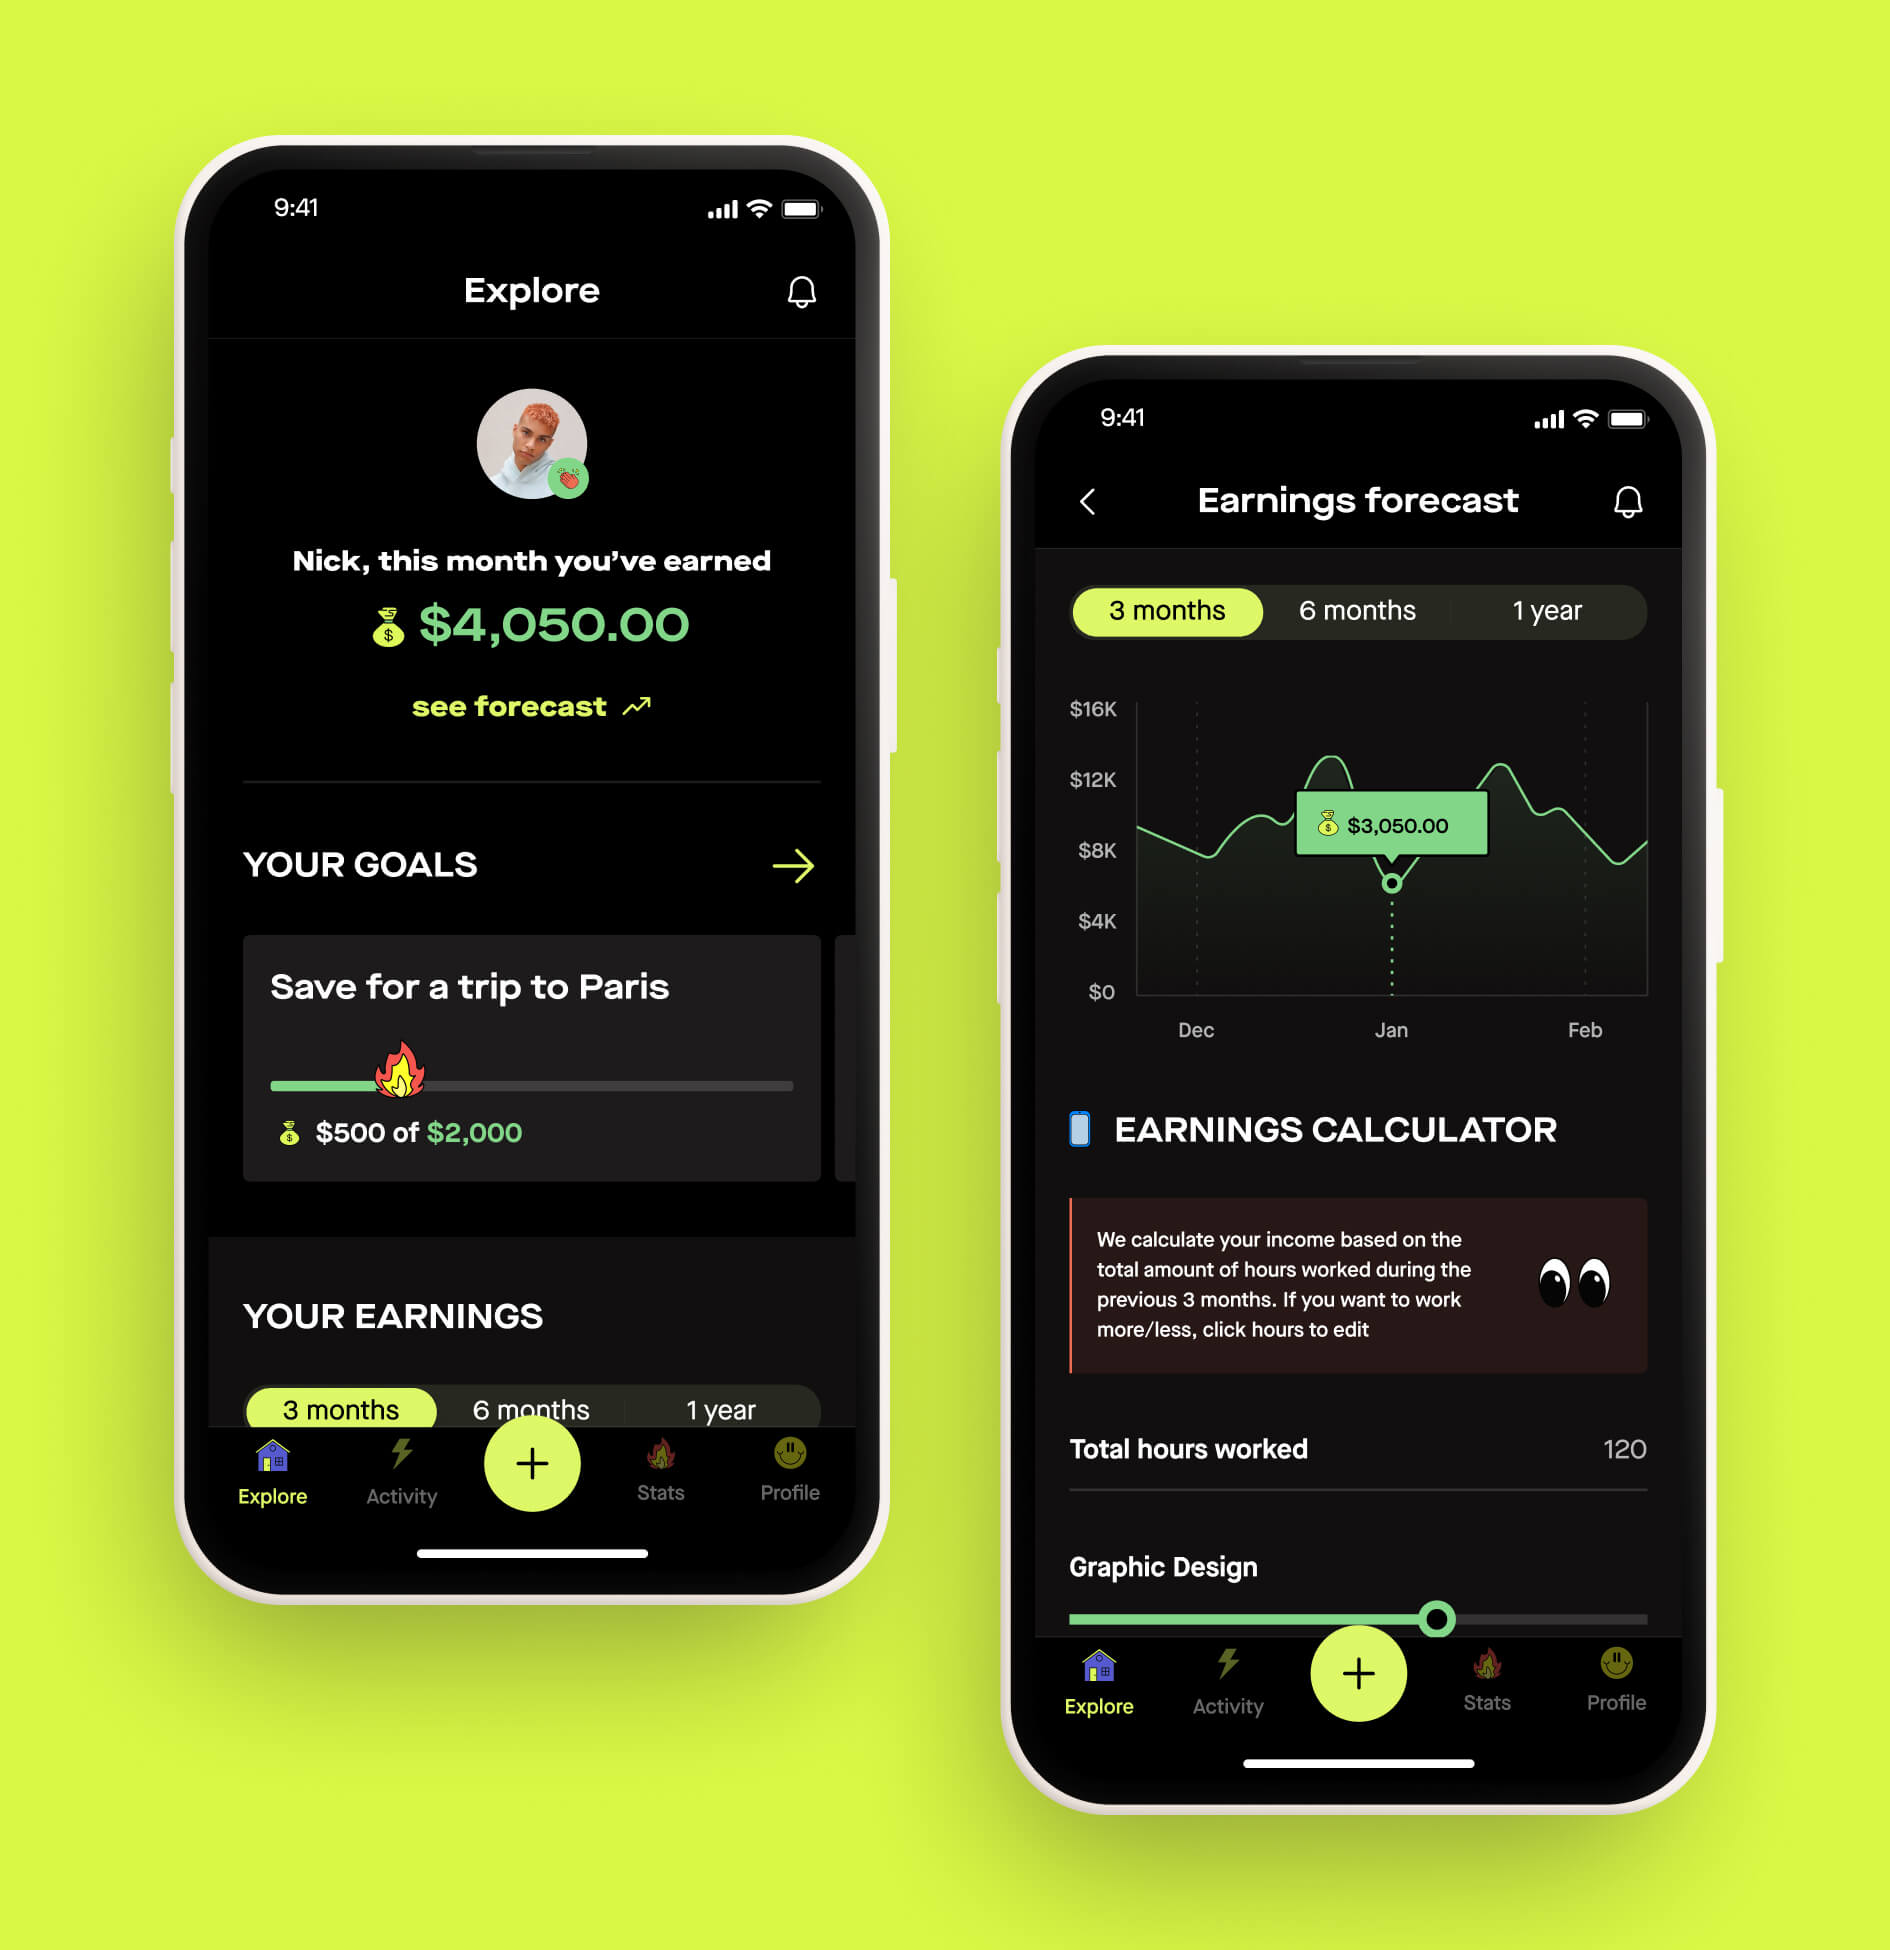 9:41
Explore
Nick, this month you’ve earned
$4,050.00
see forecast
YOUR GOALS
Save for a trip to Paris
$500 of $2,000
YOUR EARNINGS
3 months 6 months 1 year
Explore Activity Stats Profile
9:41
Earnings forecast
3 months 6 months 1 year
$16K
$12K
$3,050.00
$8K
$4K
$0
Dec Jan Feb
EARNINGS CALCULATOR
We calculate your income based on the
total amount of hours worked during the
previous 3 months. If you want to work
more/less, click hours to edit
Total hours worked 120
Graphic Design
Explore Activity Stats Profile